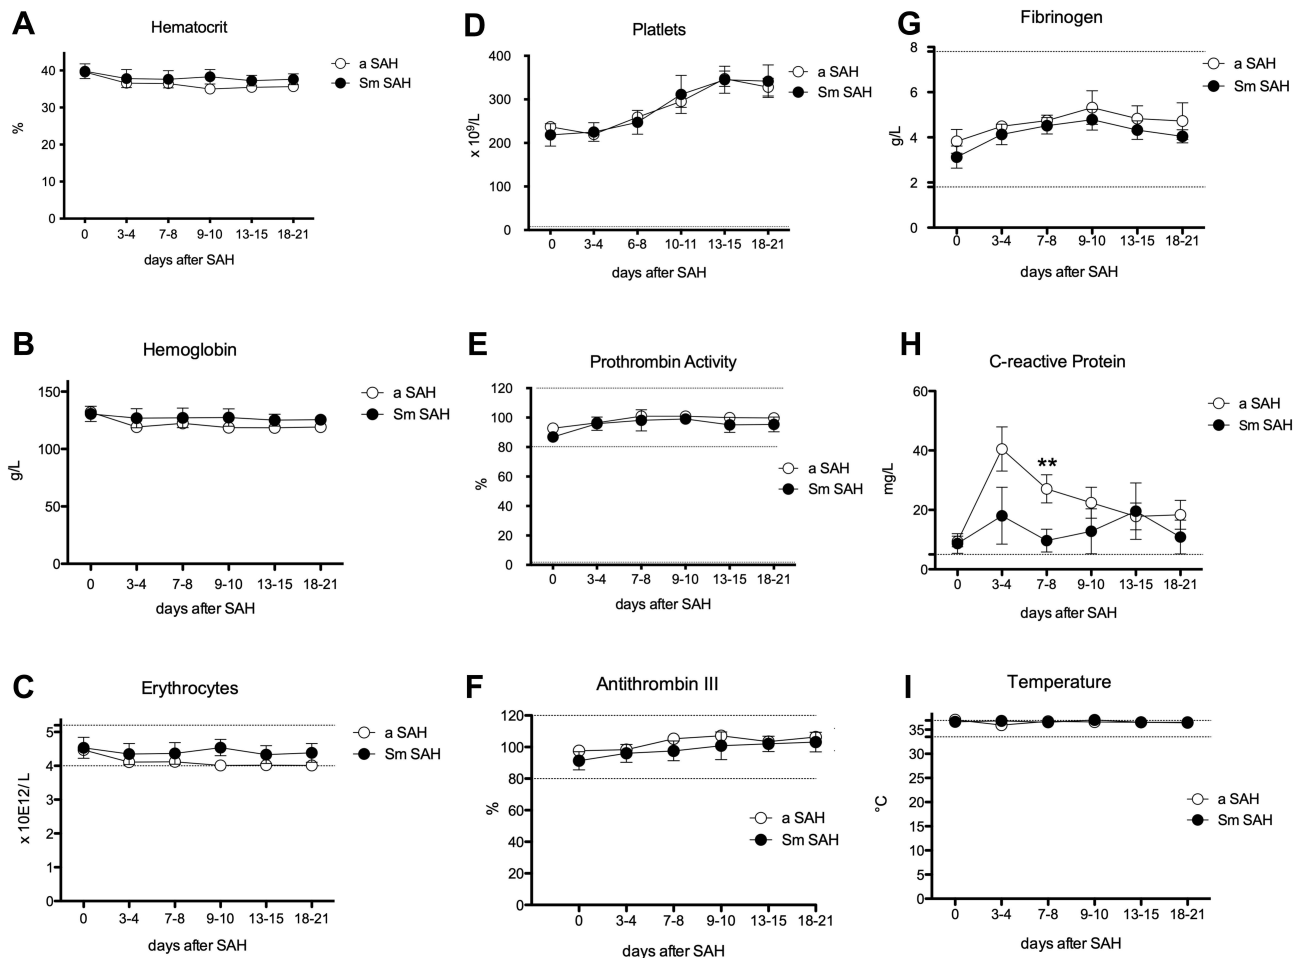 A
Hematocrit
40
30
20
10
0
%
0 3-4 7-8 9-10 13-15 18-21
days after SAH
a SAH
Sm SAH
D
Platelets
400
300
200
100
0
x 10⁹/L
0 3-4 6-8 10-11 13-15 18-21
days after SAH
a SAH
Sm SAH
G
Fibrinogen
8
6
4
2
0
g/L
0 3-4 7-8 9-10 13-15 18-21
days after SAH
a SAH
Sm SAH
B
Hemoglobin
150
100
50
0
g/L
0 3-4 7-8 9-10 13-15 18-21
days after SAH
a SAH
Sm SAH
E
Prothrombin Activity
120
100
80
60
40
20
0
%
0 3-4 7-8 9-10 13-15 18-21
days after SAH
a SAH
Sm SAH
H
C-reactive Protein
60
40
20
0
mg/L
**
0 3-4 7-8 9-10 13-15 18-21
days after SAH
a SAH
Sm SAH
C
Erythrocytes
5
4
3
2
1
0
x 10E12/ L
0 3-4 7-8 9-10 13-15 18-21
days after SAH
a SAH
Sm SAH
F
Antithrombin III
120
100
80
60
40
20
0
%
0 3-4 7-8 9-10 13-15 18-21
days after SAH
a SAH
Sm SAH
I
Temperature
35
30
25
20
15
10
5
0
°C
0 3-4 7-8 9-10 13-15 18-21
days after SAH
a SAH
Sm SAH